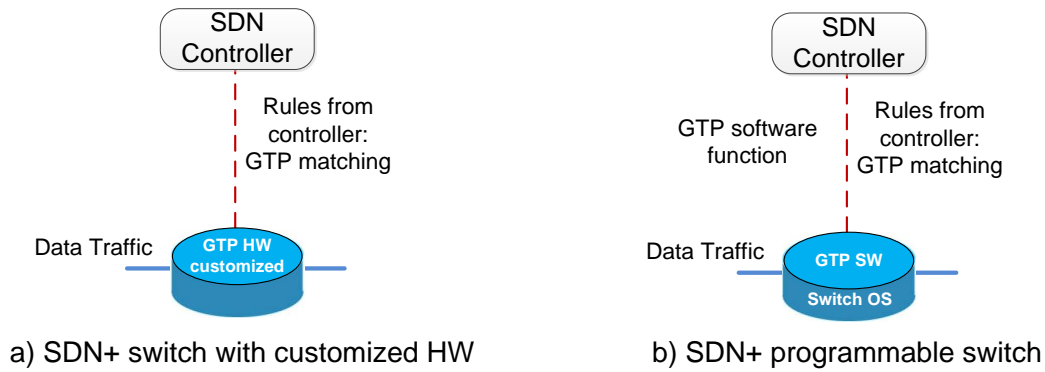 SDN
Controller
Rules from
controller:
GTP matching
Data Traffic
GTP HW
customized
a) SDN+ switch with customized HW
SDN
Controller
GTP software
function
Rules from
controller:
GTP matching
Data Traffic
GTP SW
Switch OS
b) SDN+ programmable switch